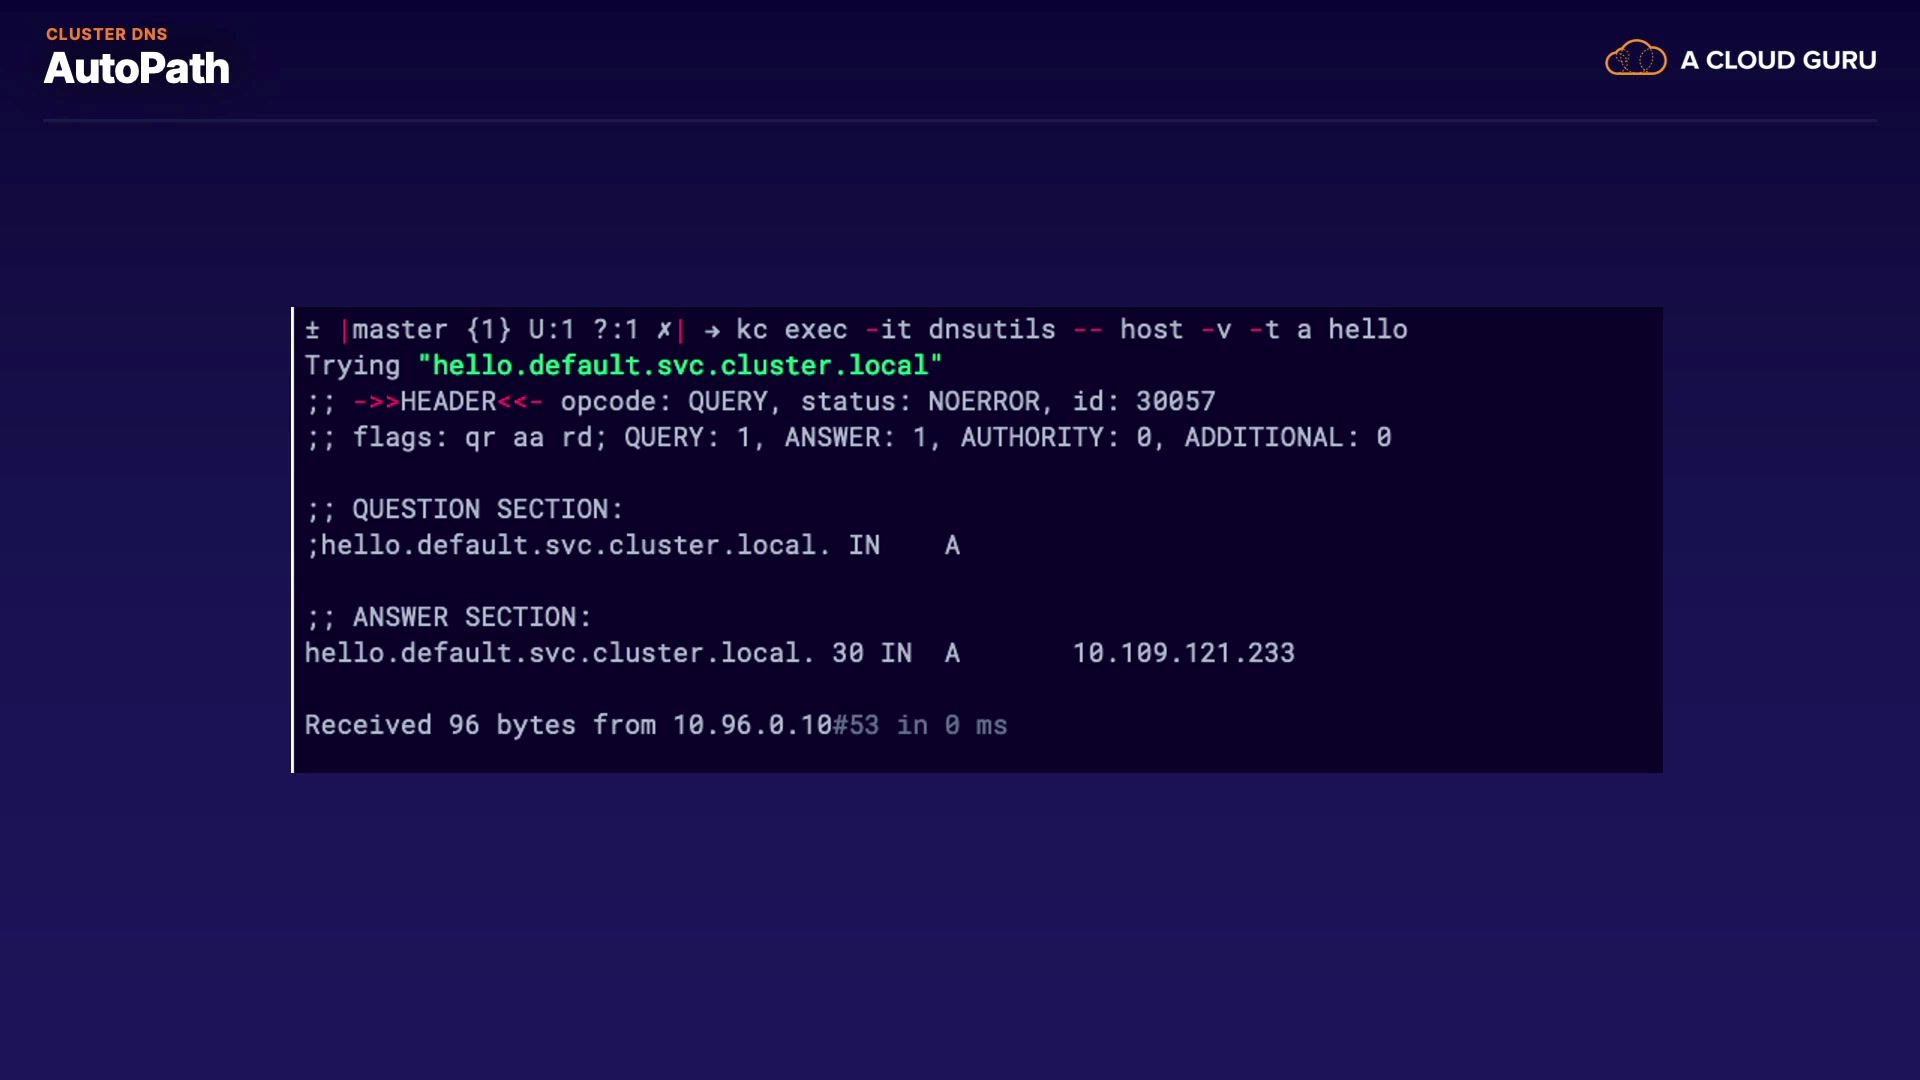 CLUSTER DNS
AutoPath
A CLOUD GURU
± |master {1} U:1 ?:1 ✗| → kc exec -it dnsutils -- host -v -t a hello
Trying "hello.default.svc.cluster.local"
;; ->>HEADER<<- opcode: QUERY, status: NOERROR, id: 30057
;; flags: qr aa rd; QUERY: 1, ANSWER: 1, AUTHORITY: 0, ADDITIONAL: 0
;; QUESTION SECTION:
;hello.default.svc.cluster.local. IN    A
;; ANSWER SECTION:
hello.default.svc.cluster.local. 30 IN  A       10.109.121.233
Received 96 bytes from 10.96.0.10#53 in 0 ms